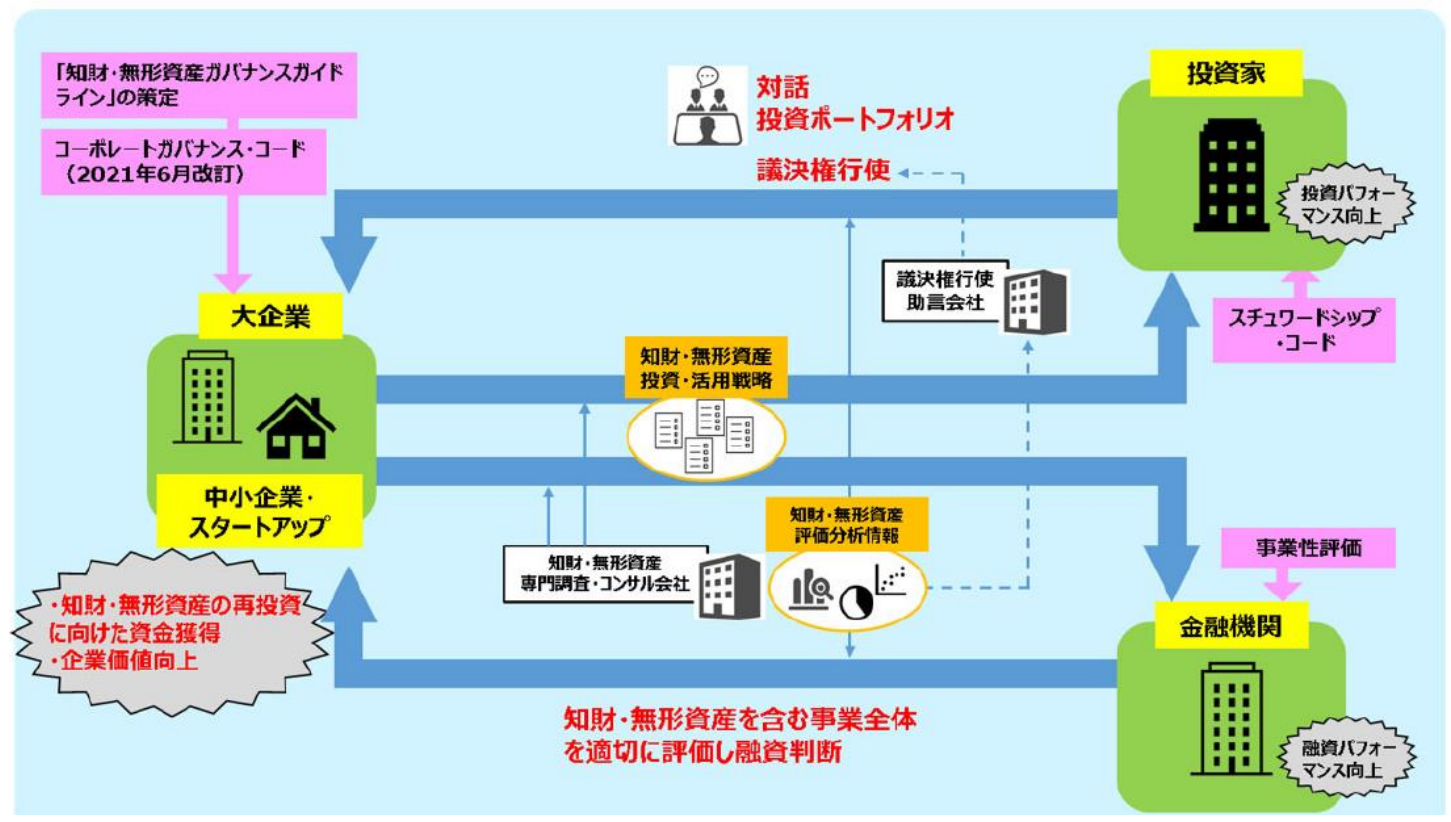 「知財・無形資産ガバナンスガイド
ライン」の策定
コーポレートガバナンス・コード
（2021年6月改訂）
対話
投資ポートフォリオ
議決権行使
投資家
投資パフォー
マンス向上
議決権行使
助言会社
スチュワードシップ
・コード
大企業
知財・無形資産
投資・活用戦略
中小企業・
スタートアップ
知財・無形資産
評価分析情報
知財・無形資産
専門調査・コンサル会社
事業性評価
・知財・無形資産の再投資
に向けた資金獲得
・企業価値向上
金融機関
知財・無形資産を含む事業全体
を適切に評価し融資判断
融資パフォー
マンス向上